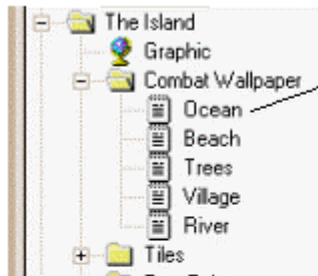 The Island
Graphic
Combat Wallpaper
Ocean
Beach
Trees
Village
River
Tiles